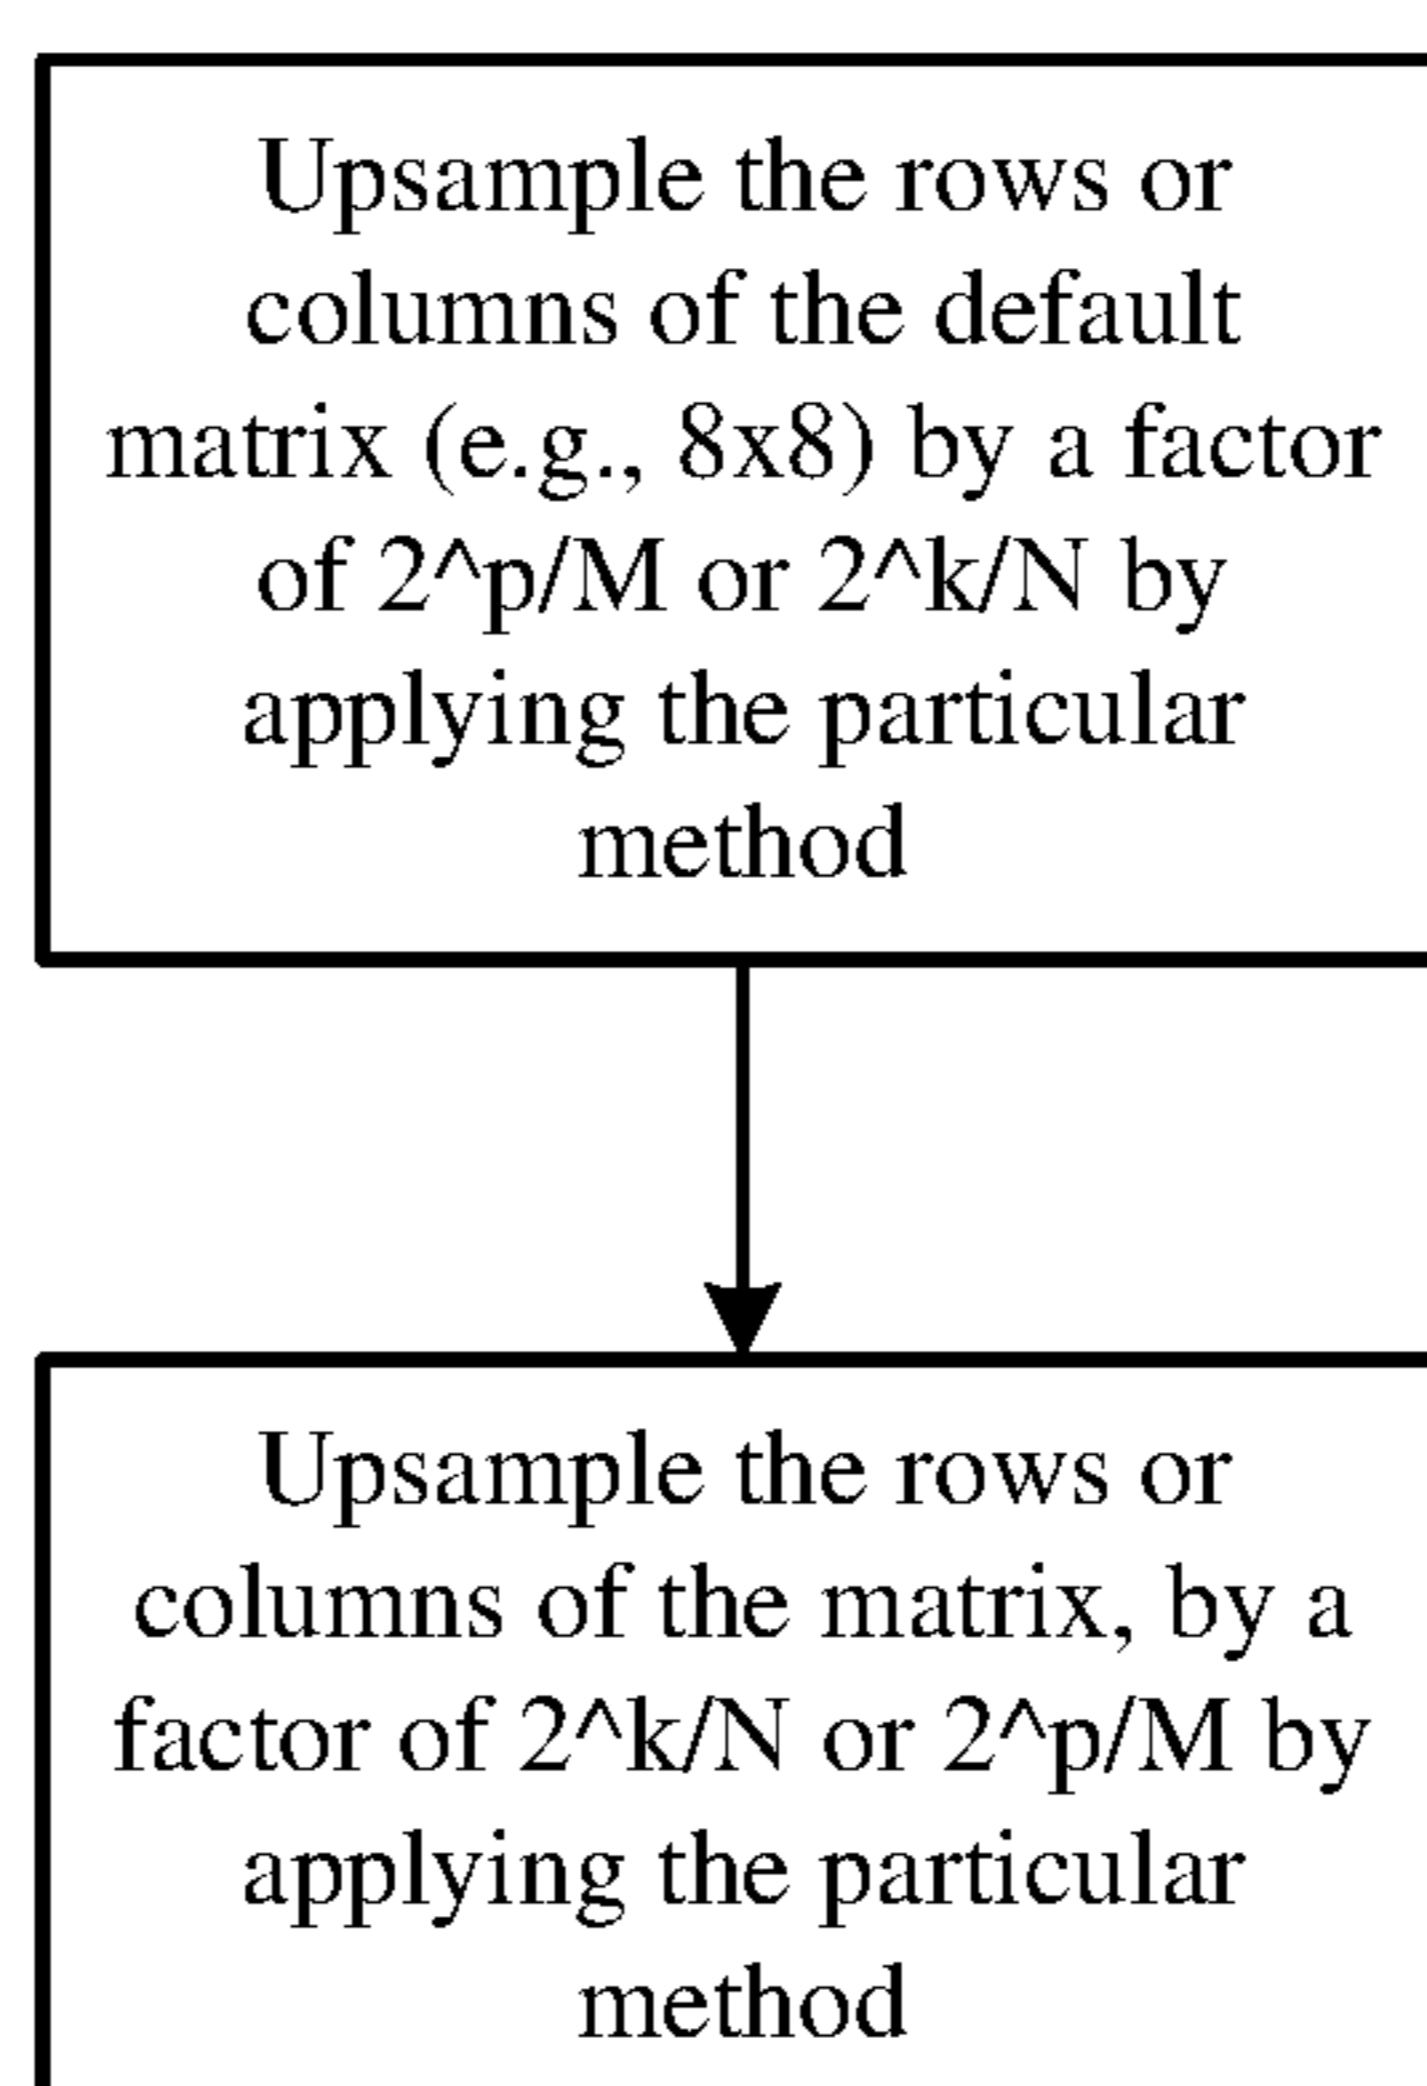 Upsample the rows or
columns of the default
matrix (e.g., 8x8) by a factor
of 2^p/M or 2^k/N by
applying the particular
method
Upsample the rows or
columns of the matrix, by a
factor of 2^k/N or 2^p/M by
applying the particular
method